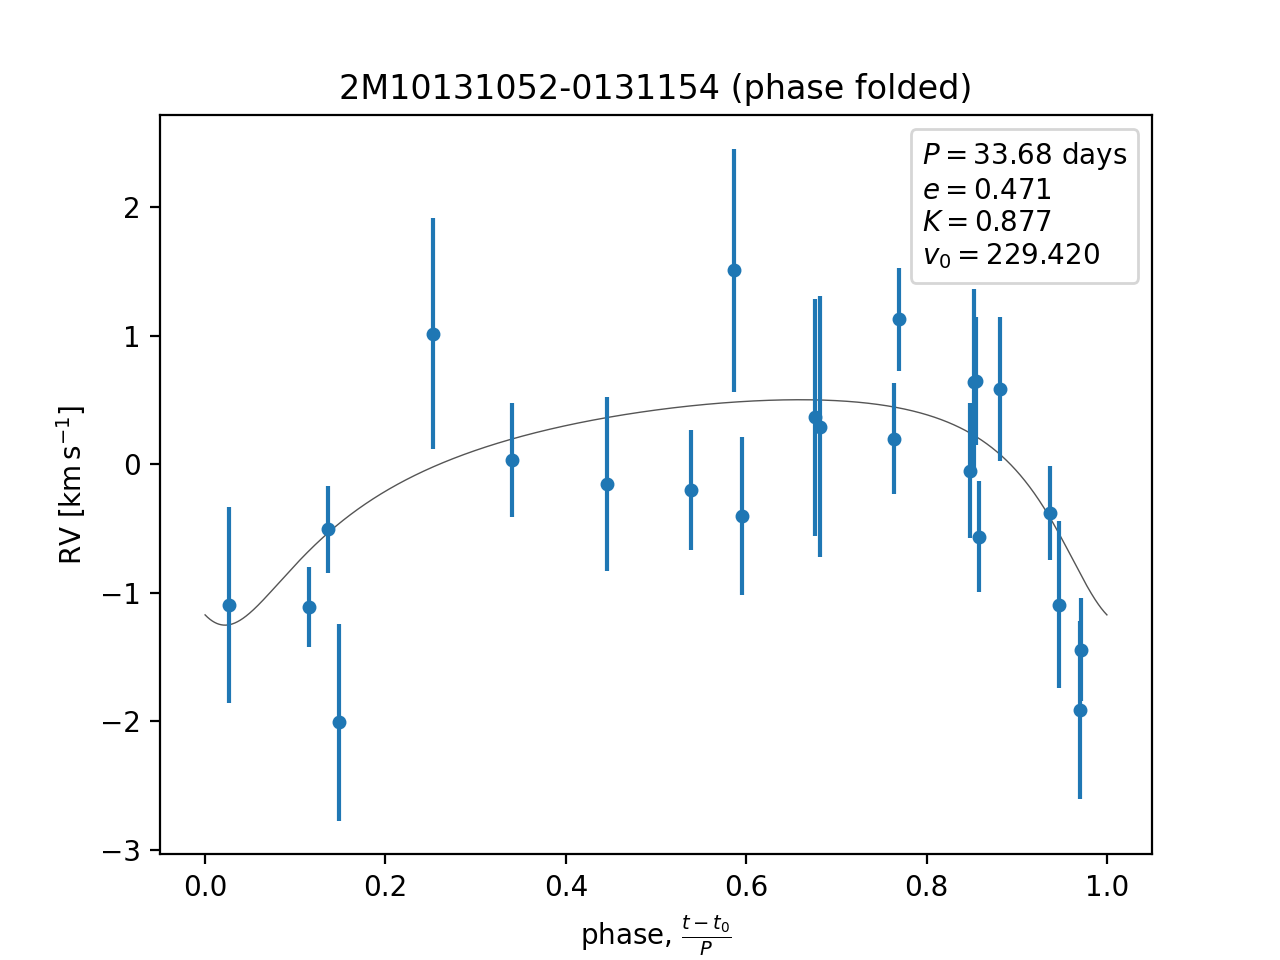 2M10131052-0131154 (phase folded)
P = 33.68 days
e = 0.471
K = 0.877
v₀ = 229.420
RV [km s⁻¹]
2
1
0
−1
−2
−3
0.0 0.2 0.4 0.6 0.8 1.0
phase, (t − t₀)/P